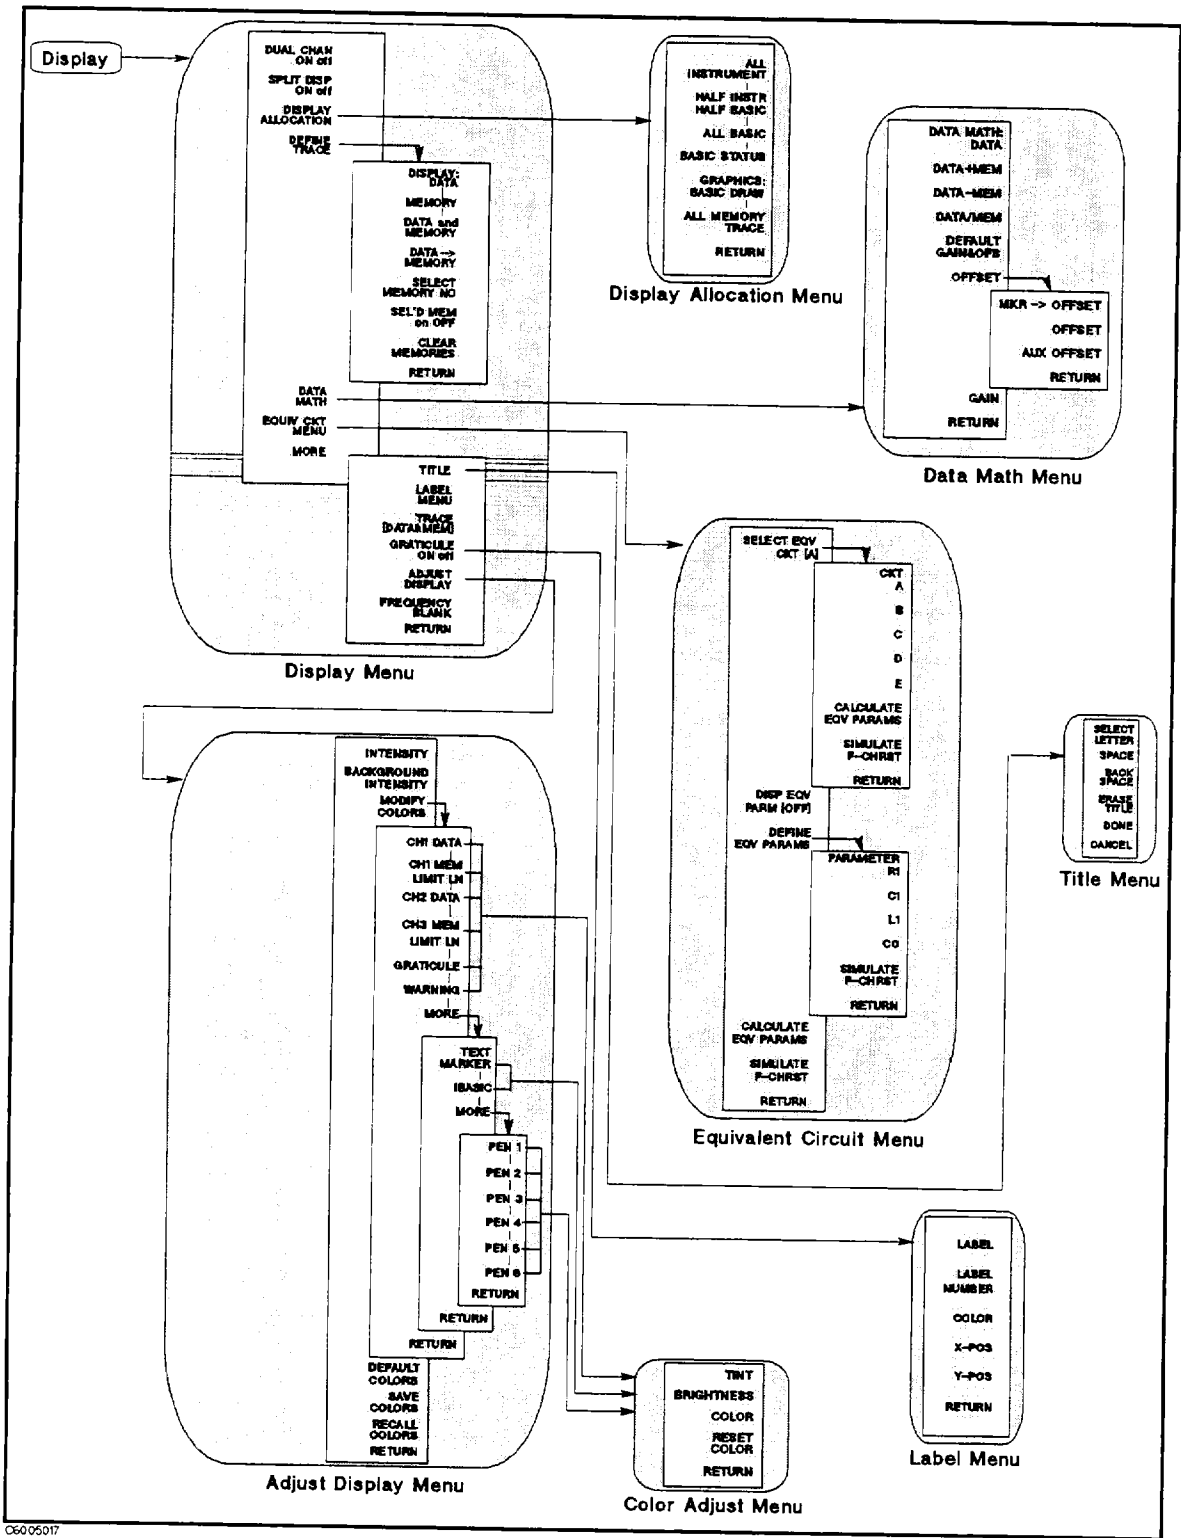 Display
DUAL CHAN
ON off
SPLIT DISP
ON off
DISPLAY
ALLOCATION
DEFINE
TRACE
DISPLAY:
DATA
MEMORY
DATA and
MEMORY
DATA–>
MEMORY
SELECT
MEMORY NO
SEL'D MEM
on OFF
CLEAR
MEMORIES
RETURN
DATA
MATH
EQUIV CKT
MENU
MORE
TITLE
LABEL
MENU
TRACE
[DATA&MEM]
GRATICULE
ON off
ADJUST
DISPLAY
FREQUENCY
BLANK
RETURN
Display Menu
ALL
INSTRUMENT
HALF INSTR
HALF BASIC
ALL BASIC
BASIC STATUS
GRAPHICS:
BASIC DRAW
ALL MEMORY
TRACE
RETURN
Display Allocation Menu
DATA MATH:
DATA
DATA+MEM
DATA–MEM
DATA/MEM
DEFAULT
GAIN&OFS
OFFSET
MKR –> OFFSET
OFFSET
AUX OFFSET
RETURN
GAIN
RETURN
Data Math Menu
SELECT EQV
CKT [A]
CKT
A
B
C
D
E
CALCULATE
EQV PARAMS
SIMULATE
F–CHRST
RETURN
DISP EQV
PARM [OFF]
DEFINE
EQV PARAMS
PARAMETER
R1
C1
L1
C0
SIMULATE
F–CHRST
RETURN
CALCULATE
EQV PARAMS
SIMULATE
F–CHRST
RETURN
Equivalent Circuit Menu
SELECT
LETTER
SPACE
BACK
SPACE
ERASE
TITLE
DONE
CANCEL
Title Menu
INTENSITY
BACKGROUND
INTENSITY
MODIFY
COLORS
CH1 DATA
CH1 MEM
LIMIT LN
CH2 DATA
CH2 MEM
LIMIT LN
GRATICULE
WARNING
MORE
TEXT
MARKER
IBASIC
MORE
PEN 1
PEN 2
PEN 3
PEN 4
PEN 5
PEN 6
RETURN
RETURN
RETURN
DEFAULT
COLORS
SAVE
COLORS
RECALL
COLORS
RETURN
Adjust Display Menu
TINT
BRIGHTNESS
COLOR
RESET
COLOR
RETURN
Color Adjust Menu
LABEL
LABEL
NUMBER
COLOR
X–POS
Y–POS
RETURN
Label Menu
C6005017